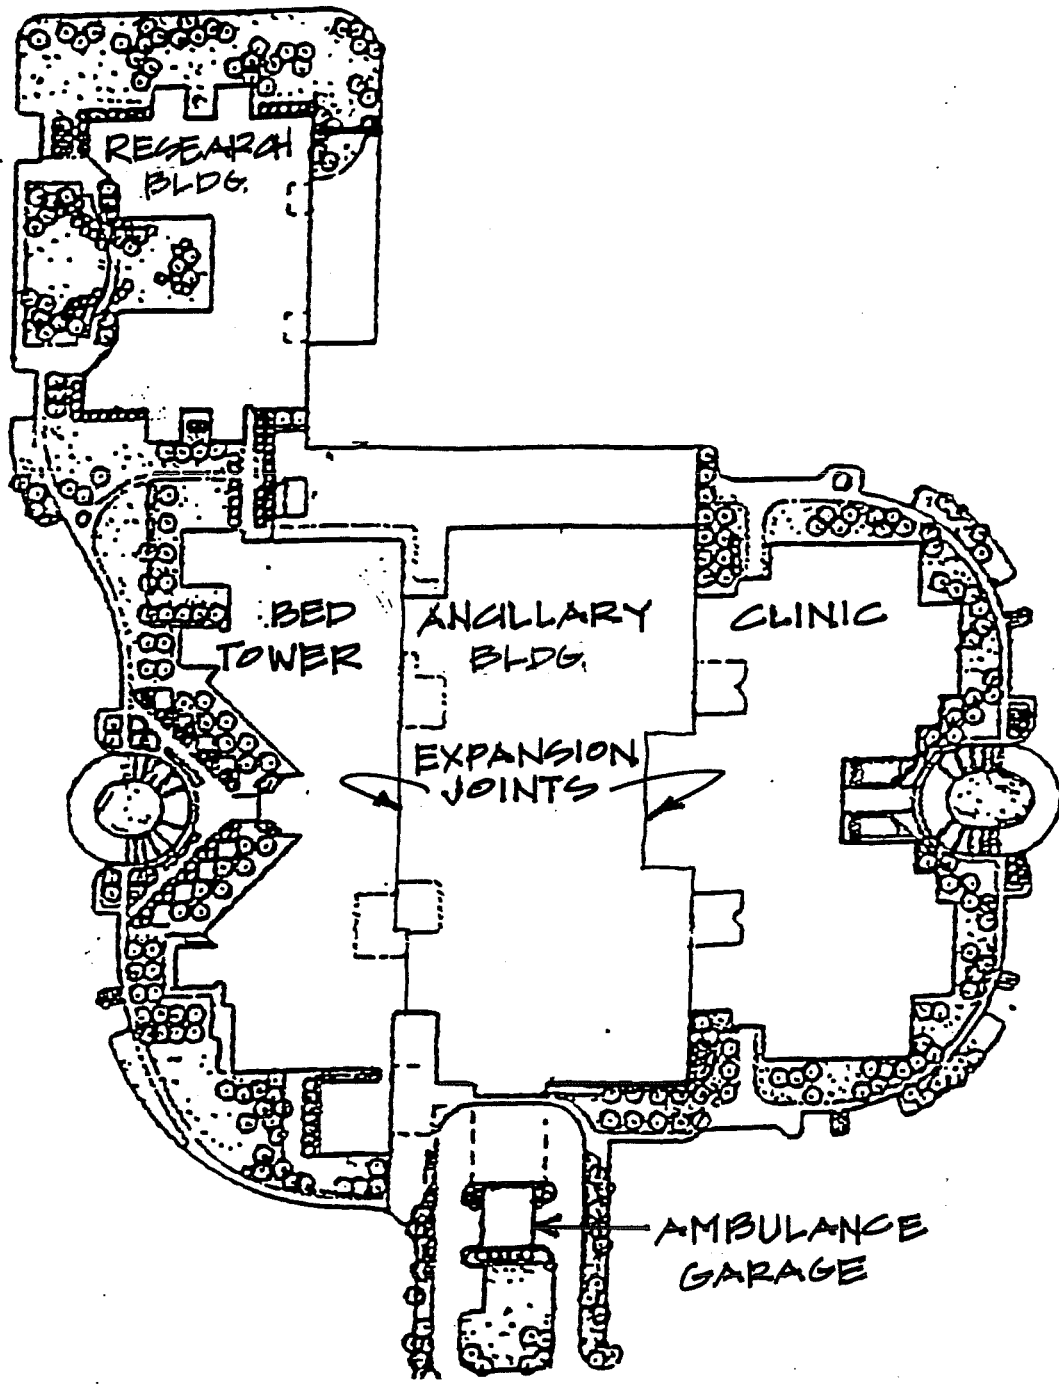 RESEARCH
BLDG.
BED
TOWER
ANCILLARY
BLDG.
CLINIC
EXPANSION
JOINTS
AMBULANCE
GARAGE